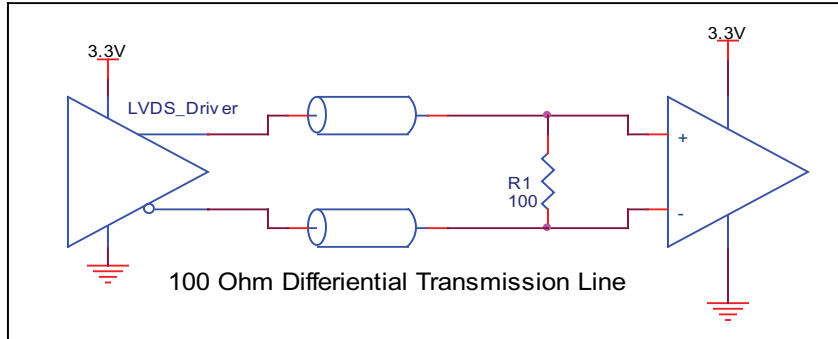 3.3V
3.3V
LVDS_Driver
+
R1
100
-
100 Ohm Differiential Transmission Line